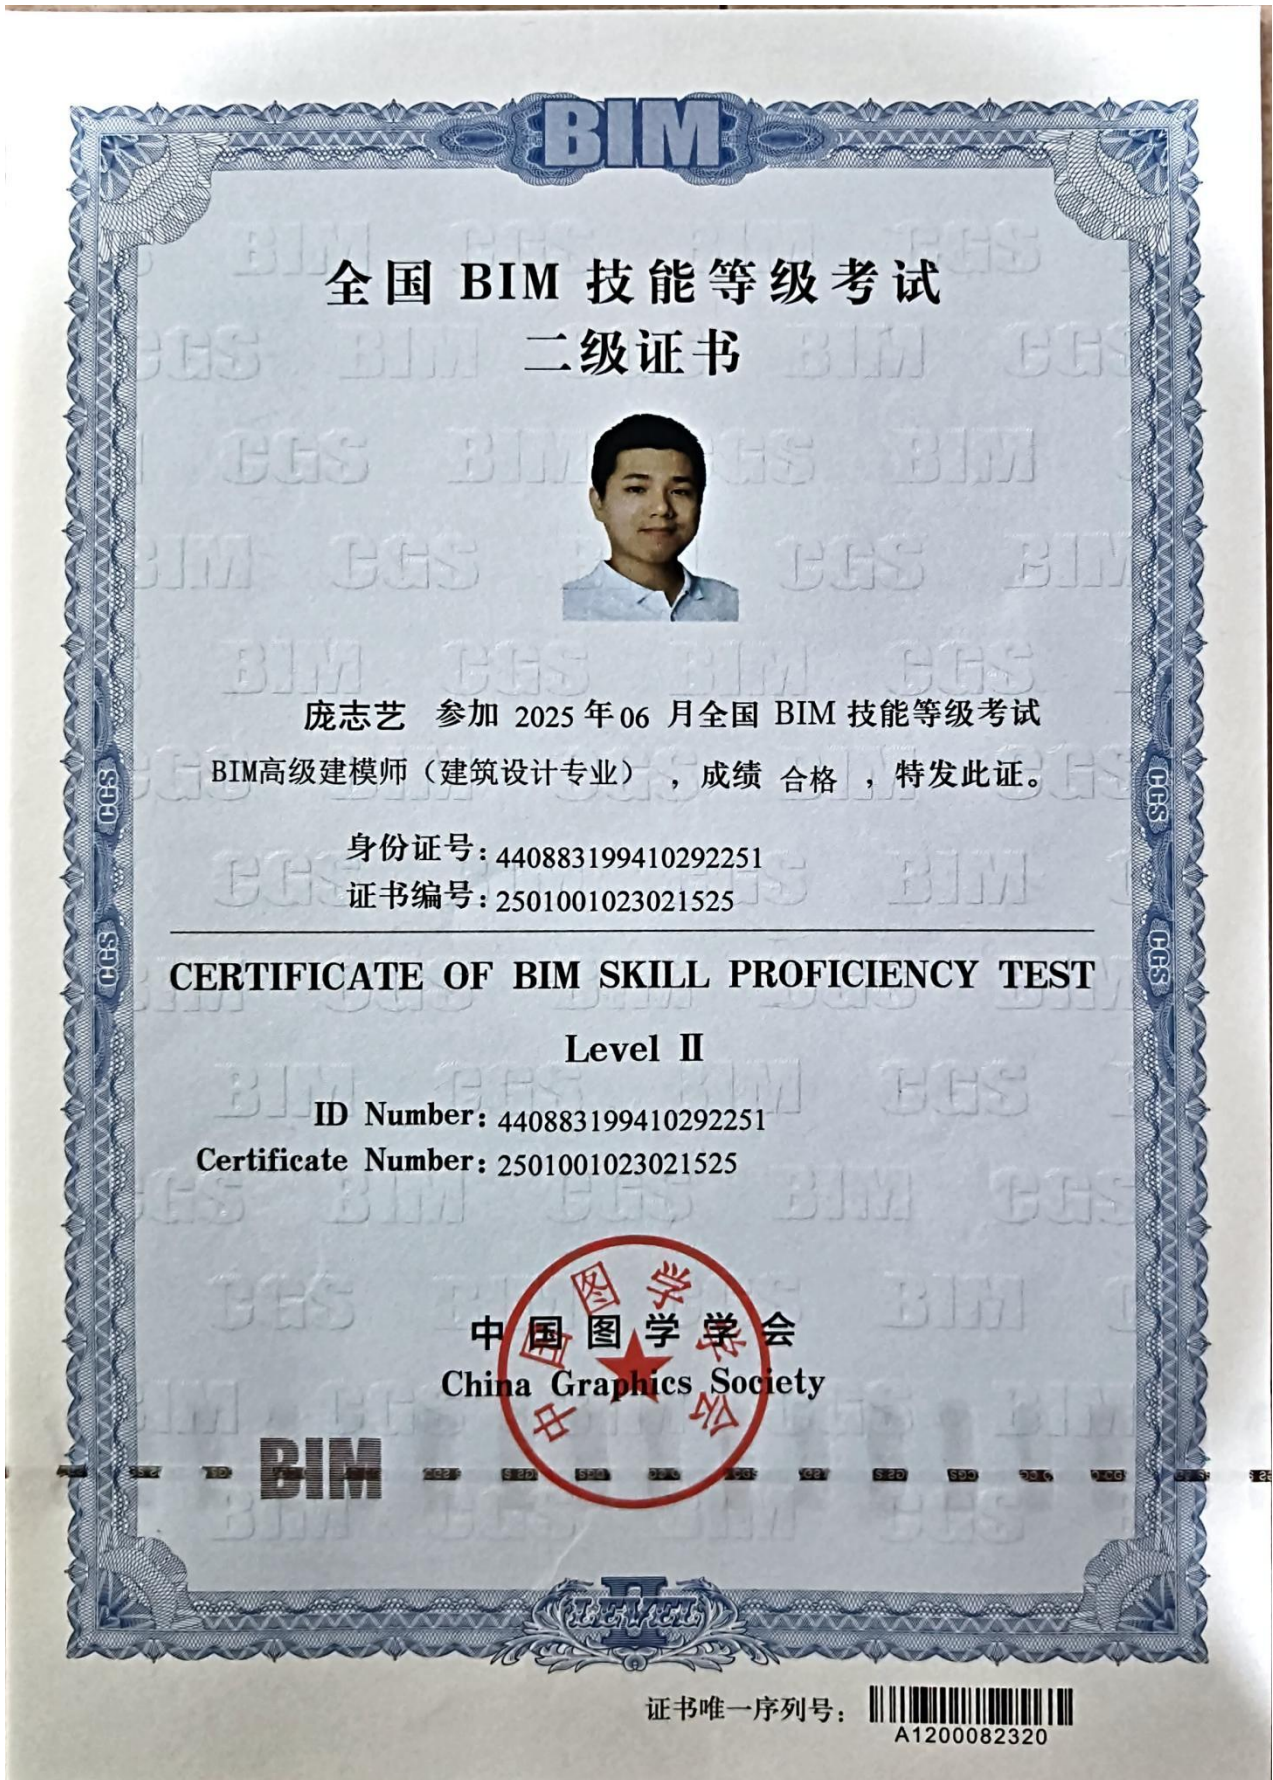 BIM
全国 BIM 技能等级考试
二级证书
庞志艺 参加 2025 年 06 月全国 BIM 技能等级考试
BIM高级建模师（建筑设计专业），成绩 合格 ，特发此证。
身份证号：440883199410292251
证书编号：2501001023021525
CERTIFICATE OF BIM SKILL PROFICIENCY TEST
Level Ⅱ
ID Number: 440883199410292251
Certificate Number: 2501001023021525
中国图学学会
中国图学学会
China Graphics Society
BIM
CGS
CGS
CGS
CGS
Ⅱ
LEVEL
证书唯一序列号：
A1200082320